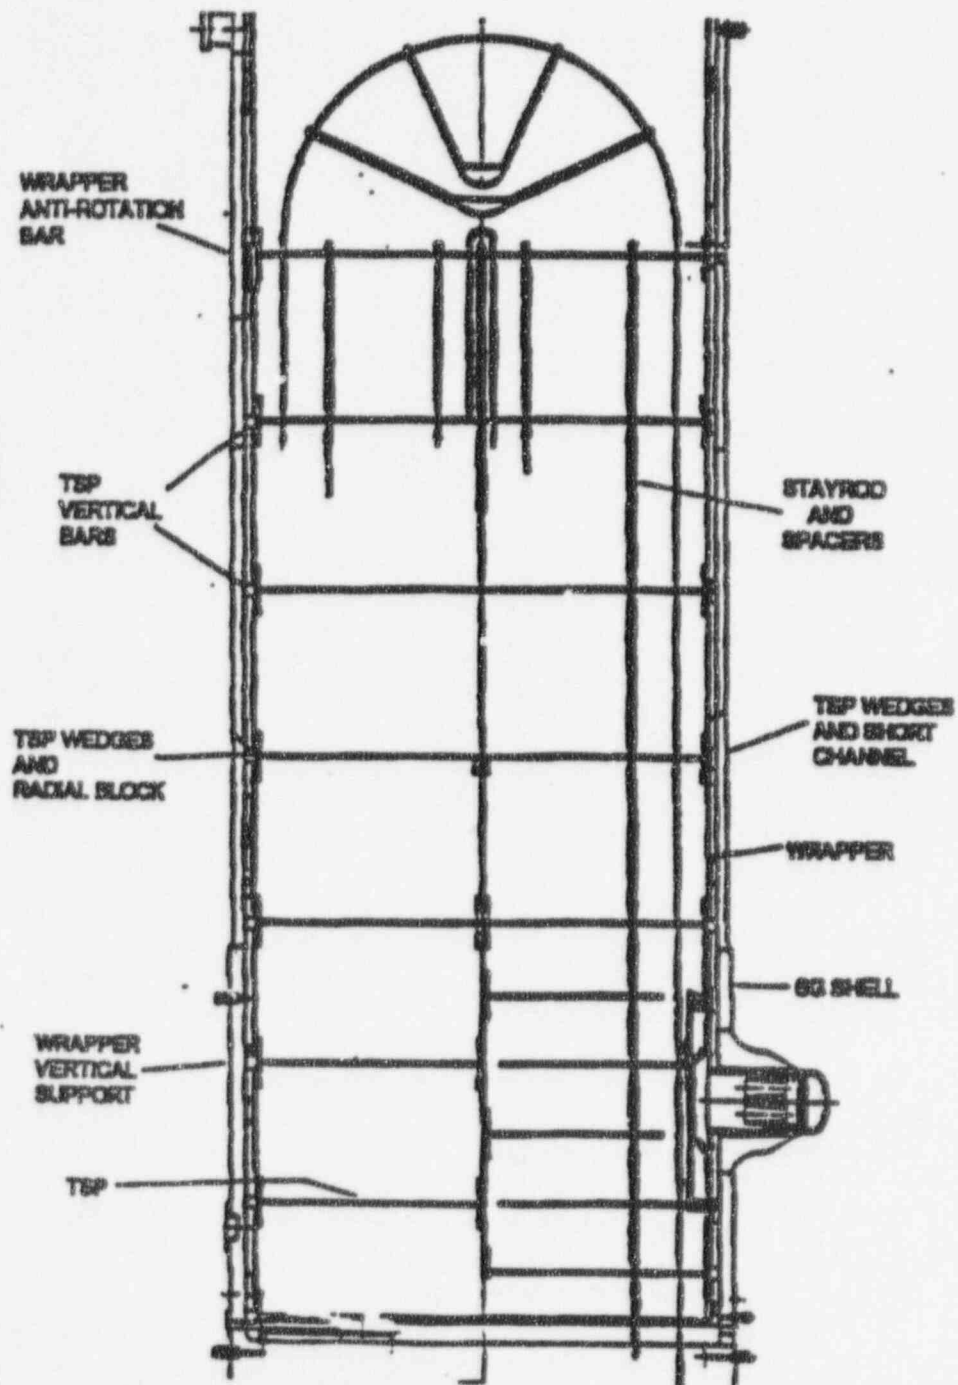 WRAPPER
ANTI-ROTATION
BAR
TSP
VERTICAL
BARS
STAYROD
AND
SPACERS
TSP WEDGES
AND
RADIAL BLOCK
TSP WEDGES
AND SHORT
CHANNEL
WRAPPER
SG SHELL
WRAPPER
VERTICAL
SUPPORT
TSP